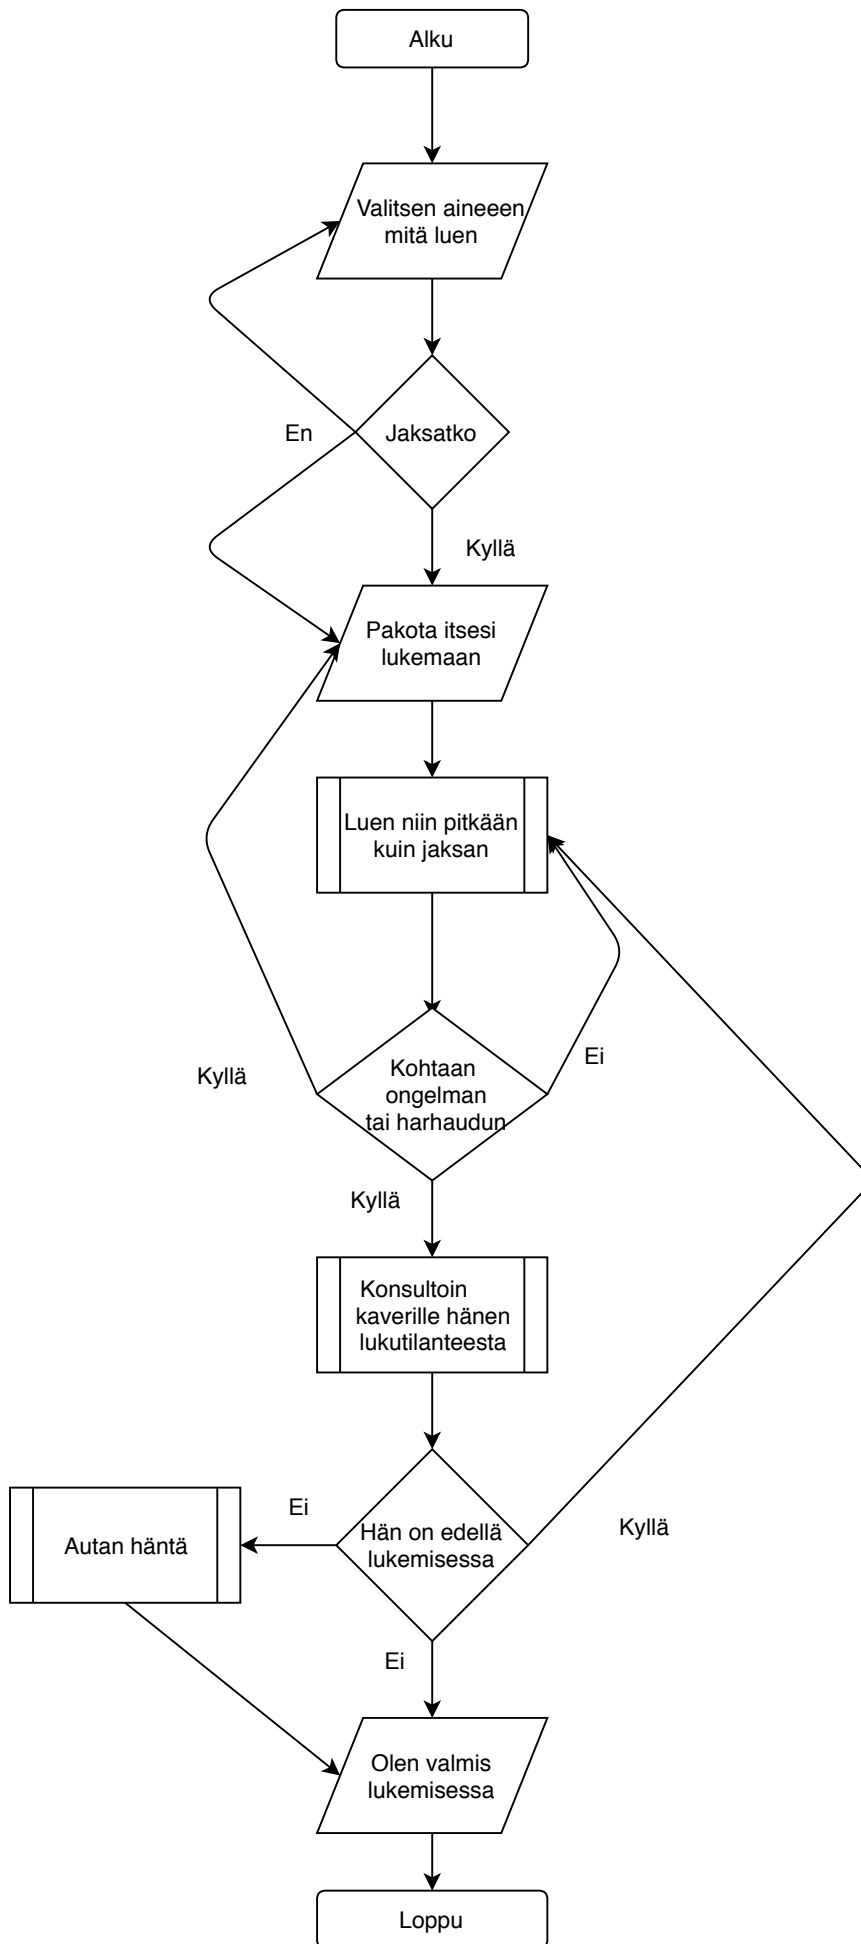 Alku
Valitsen aineeen
mitä luen
En
Jaksatko
Kyllä
Pakota itsesi
lukemaan
Luen niin pitkään
kuin jaksan
Kyllä
Kohtaan
ongelman
tai harhaudun
Ei
Kyllä
Konsultoin
kaverille hänen
lukutilanteesta
Ei
Autan häntä
Hän on edellä
lukemisessa
Kyllä
Ei
Olen valmis
lukemisessa
Loppu